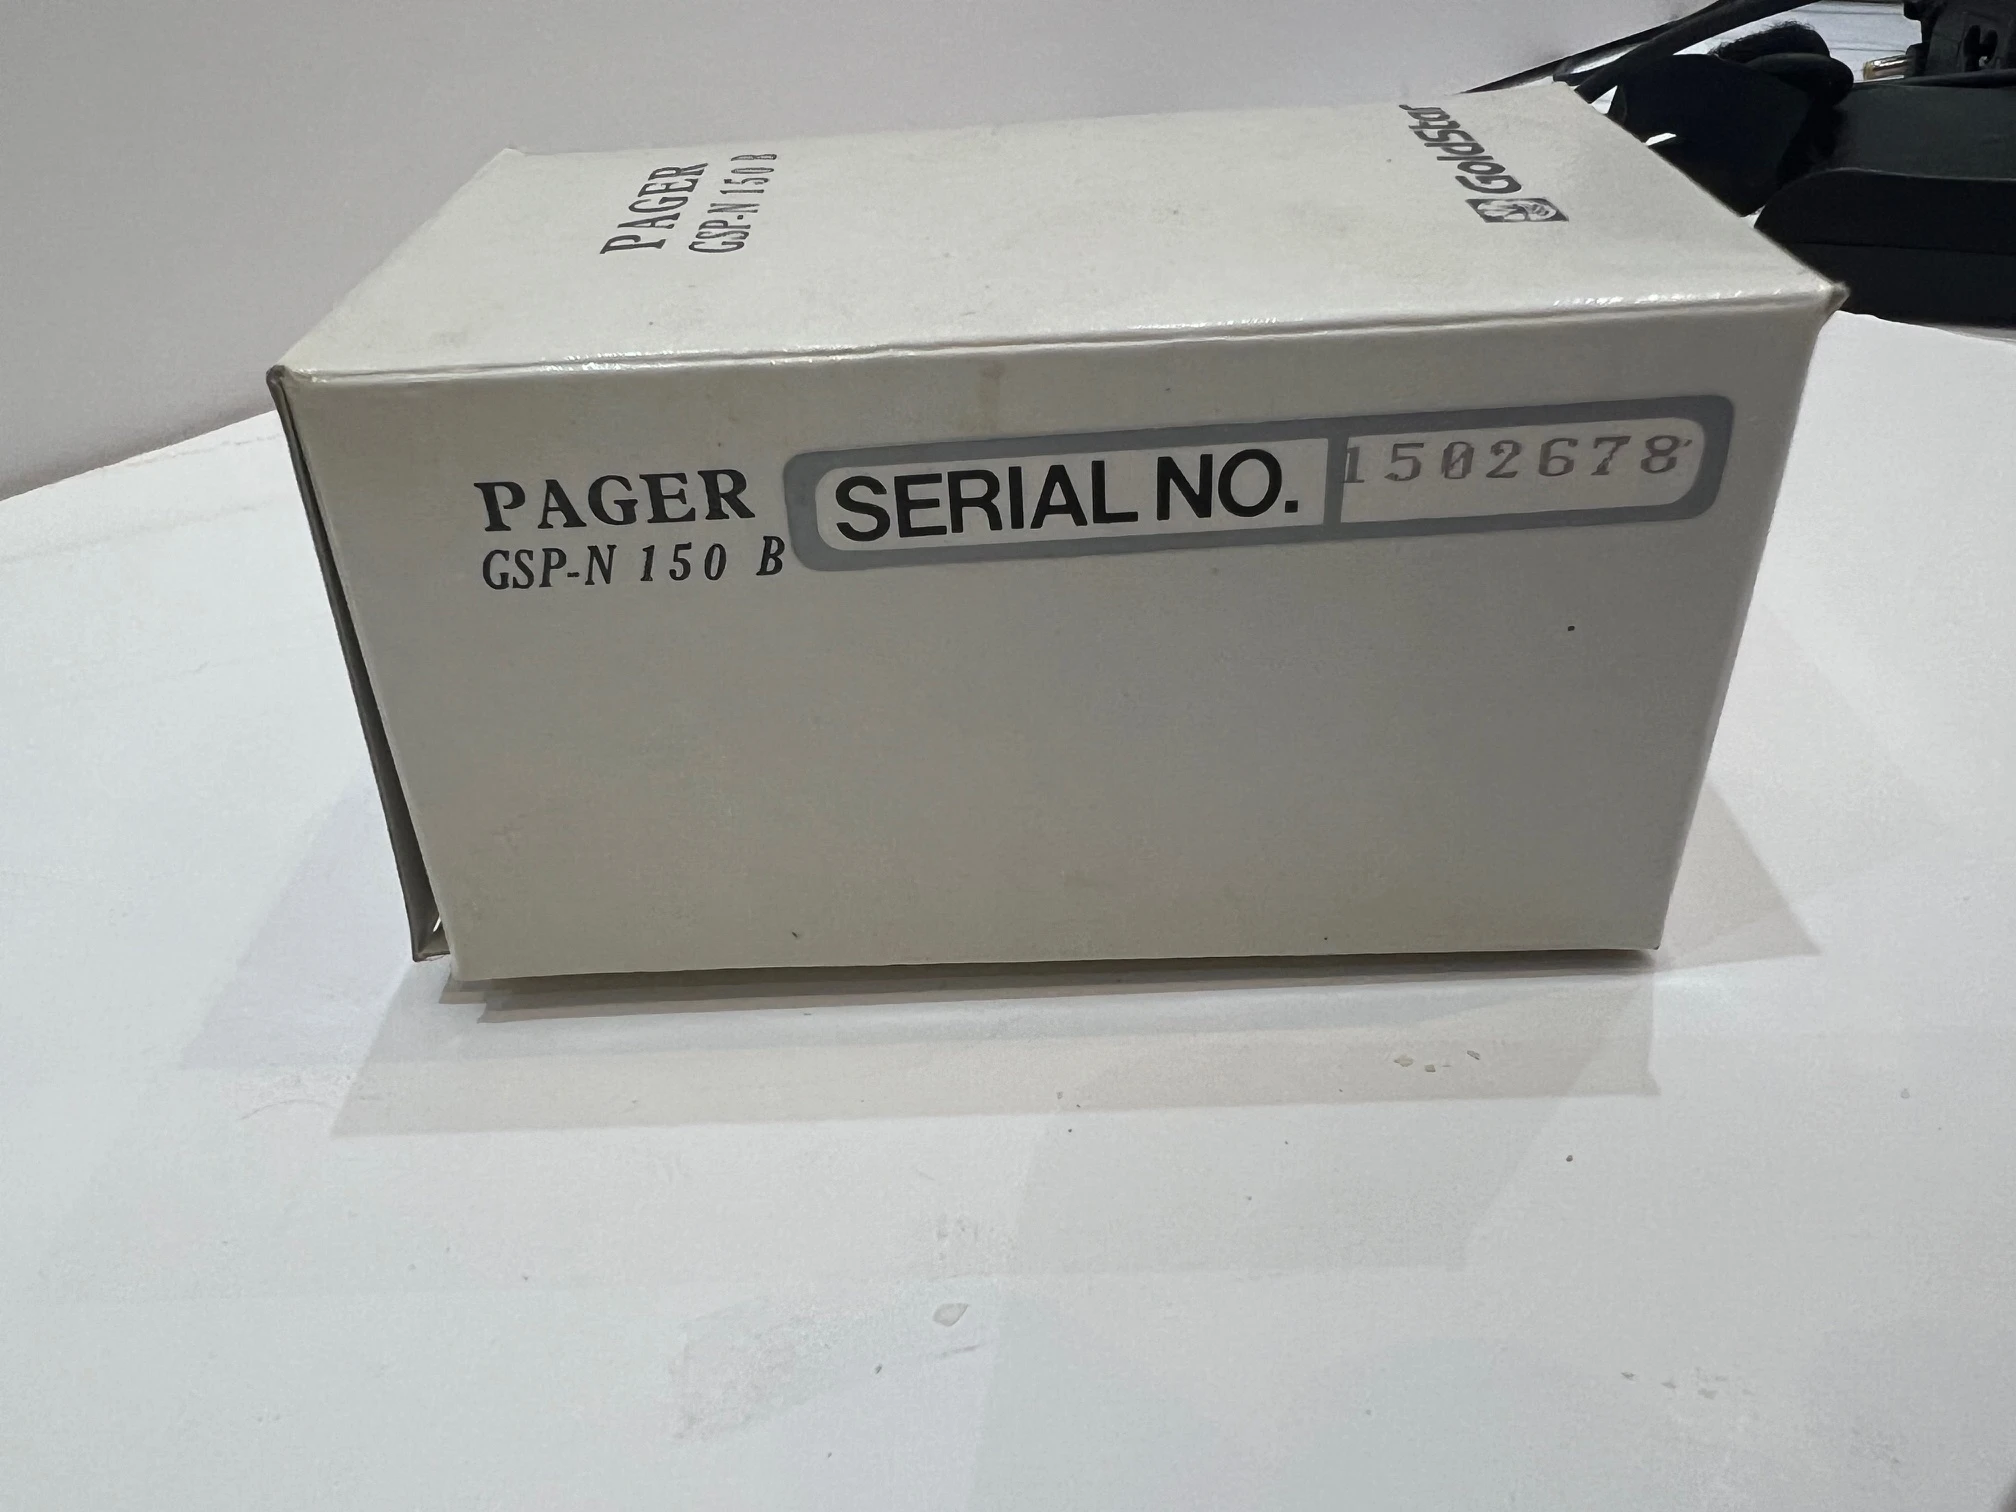 PAGER
GSP-N 150 B
GoldStar
PAGER
GSP-N 150 B
SERIAL NO. 1502678